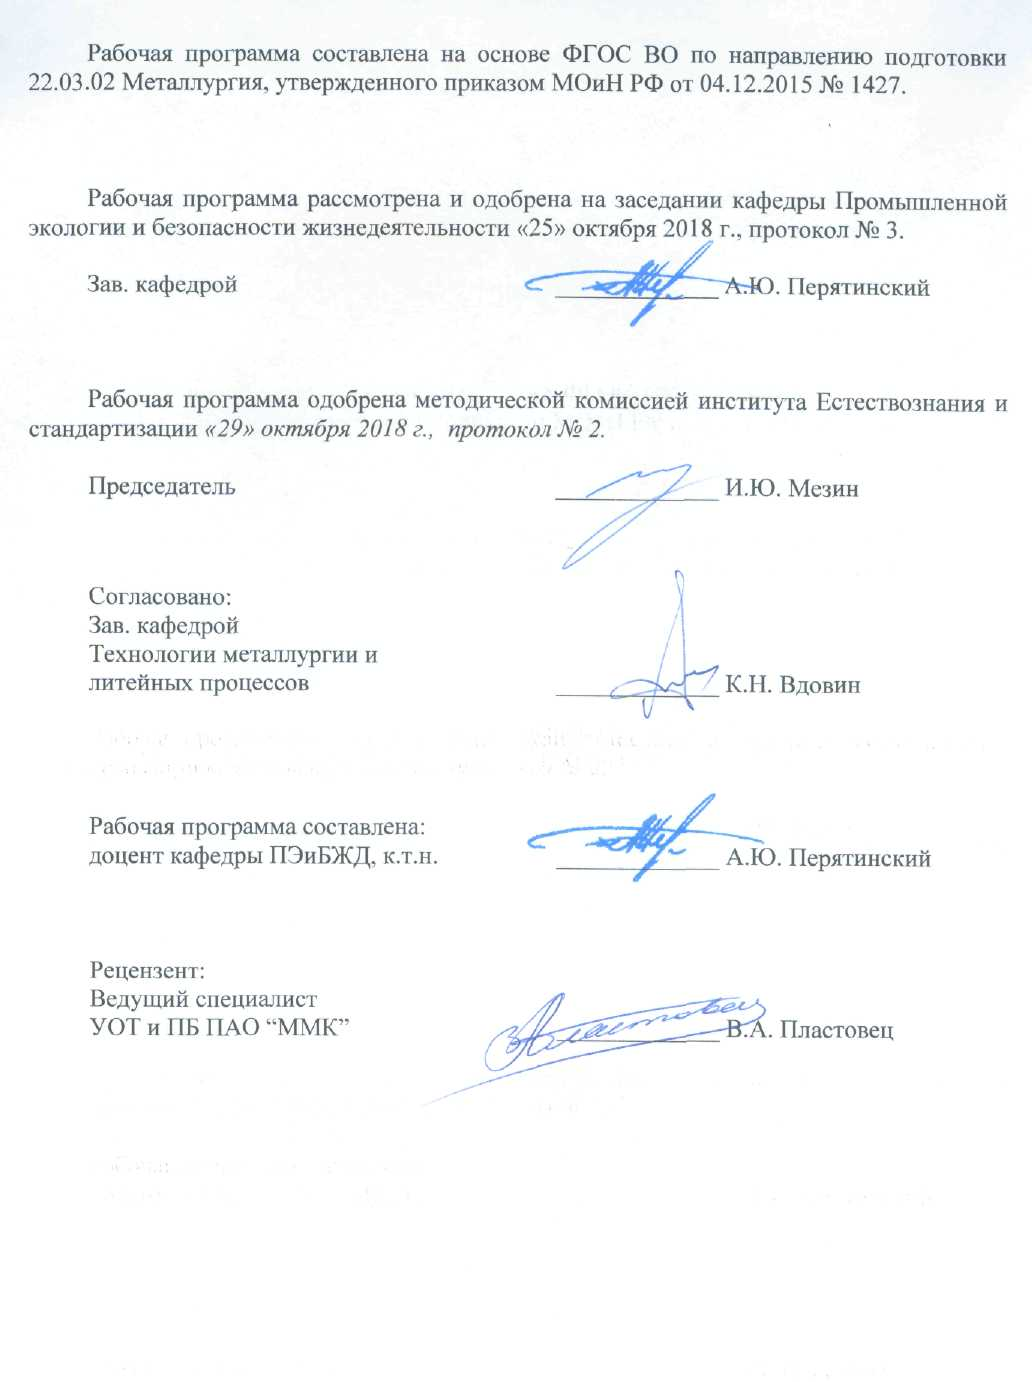 Рабочая программа составлена на основе ФГОС ВО по направлению подготовки
22.03.02 Металлургия, утвержденного приказом МОиН РФ от 04.12.2015 № 1427.
Рабочая программа рассмотрена и одобрена на заседании кафедры Промышленной
экологии и безопасности жизнедеятельности «25» октября 2018 г., протокол № 3.
Зав. кафедрой А.Ю. Перятинский
Рабочая программа одобрена методической комиссией института Естествознания и
стандартизации «29» октября 2018 г., протокол № 2.
Председатель И.Ю. Мезин
Согласовано:
Зав. кафедрой
Технологии металлургии и
литейных процессов К.Н. Вдовин
Рабочая программа составлена:
доцент кафедры ПЭиБЖД, к.т.н. А.Ю. Перятинский
Рецензент:
Ведущий специалист
УОТ и ПБ ПАО “ММК” В.А. Пластовец